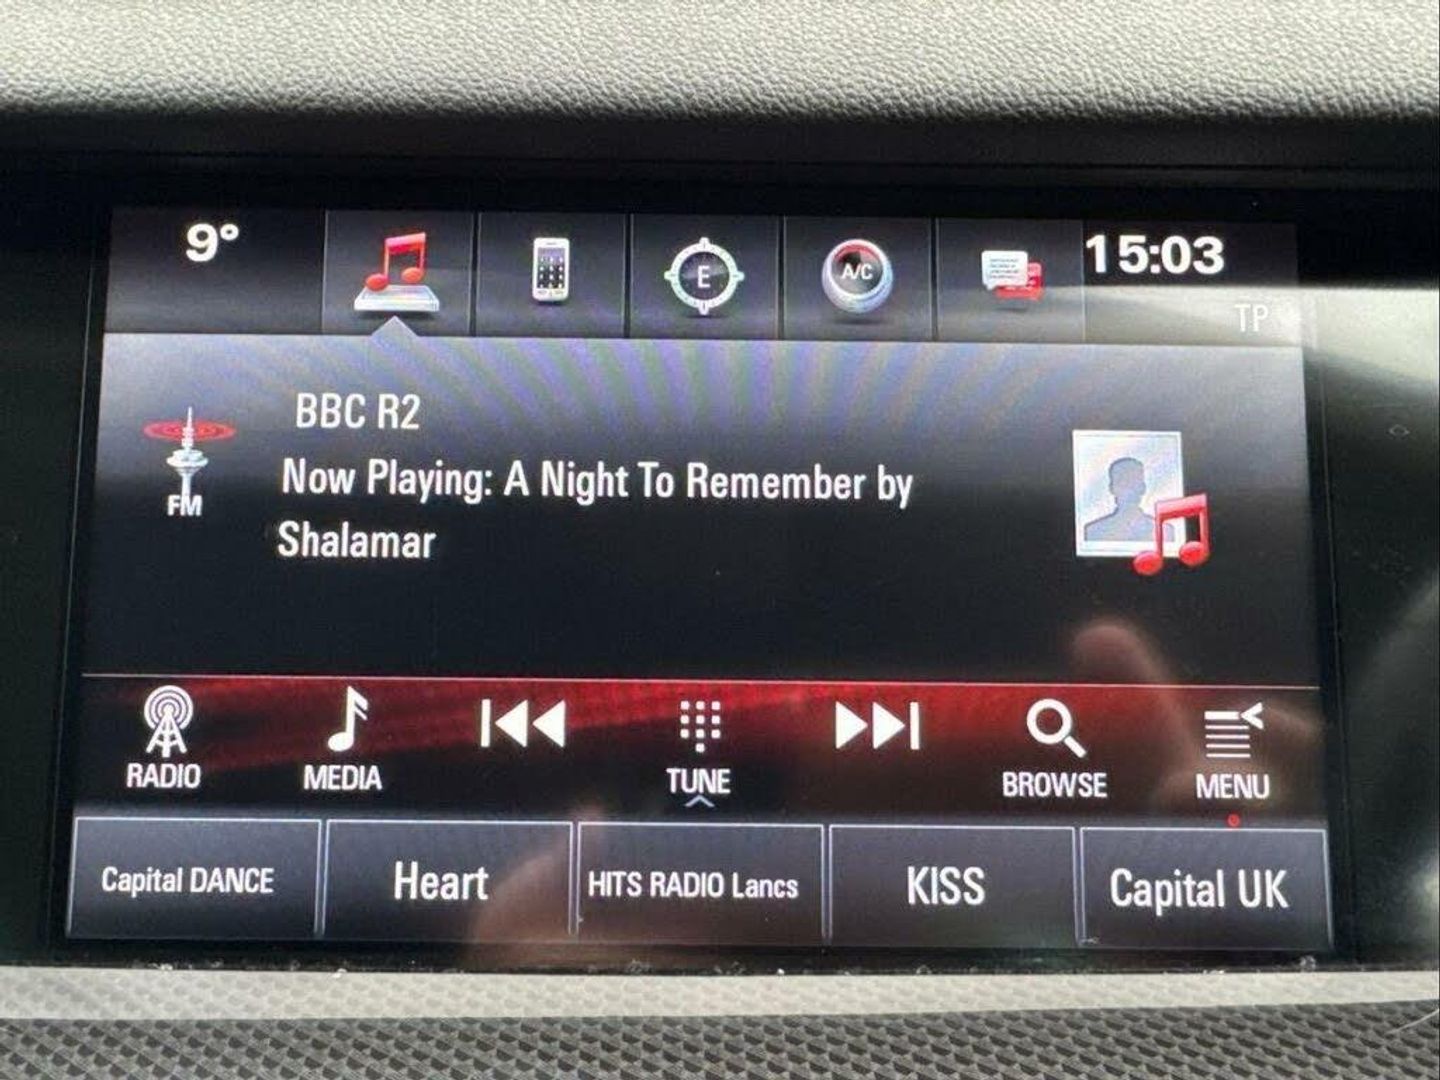 9°
E
A/C
15:03
TP
BBC R2
FM
Now Playing: A Night To Remember by
Shalamar
RADIO
MEDIA
TUNE
BROWSE
MENU
Capital DANCE
Heart
HITS RADIO Lancs
KISS
Capital UK